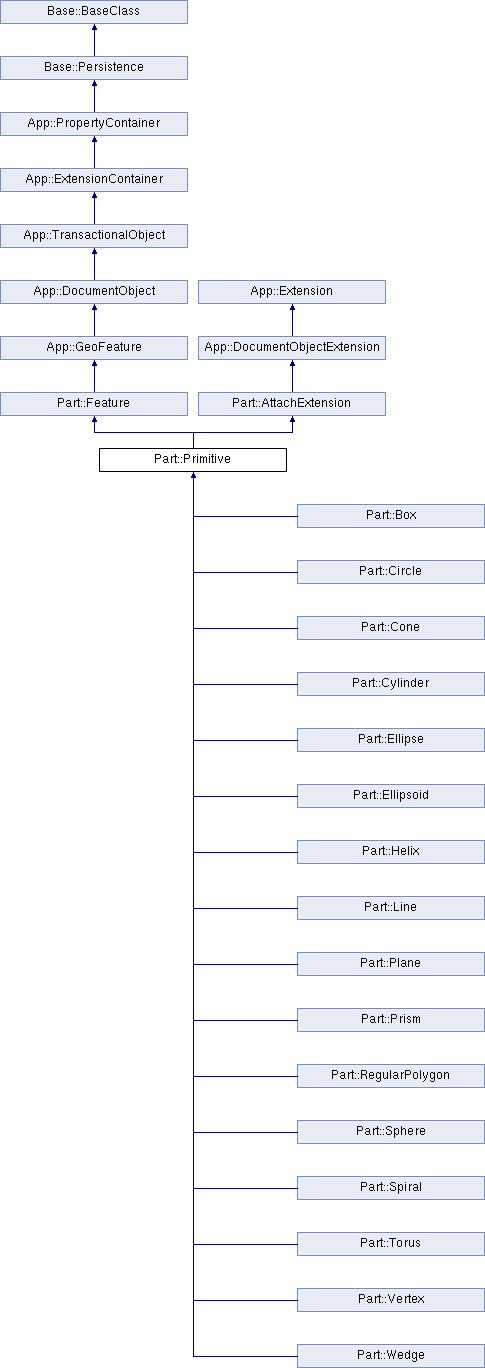 Base::BaseClass
Base::Persistence
App::PropertyContainer
App::ExtensionContainer
App::TransactionalObject
App::DocumentObject
App::Extension
App::GeoFeature
App::DocumentObjectExtension
Part::Feature
Part::AttachExtension
Part::Primitive
Part::Box
Part::Circle
Part::Cone
Part::Cylinder
Part::Ellipse
Part::Ellipsoid
Part::Helix
Part::Line
Part::Plane
Part::Prism
Part::RegularPolygon
Part::Sphere
Part::Spiral
Part::Torus
Part::Vertex
Part::Wedge